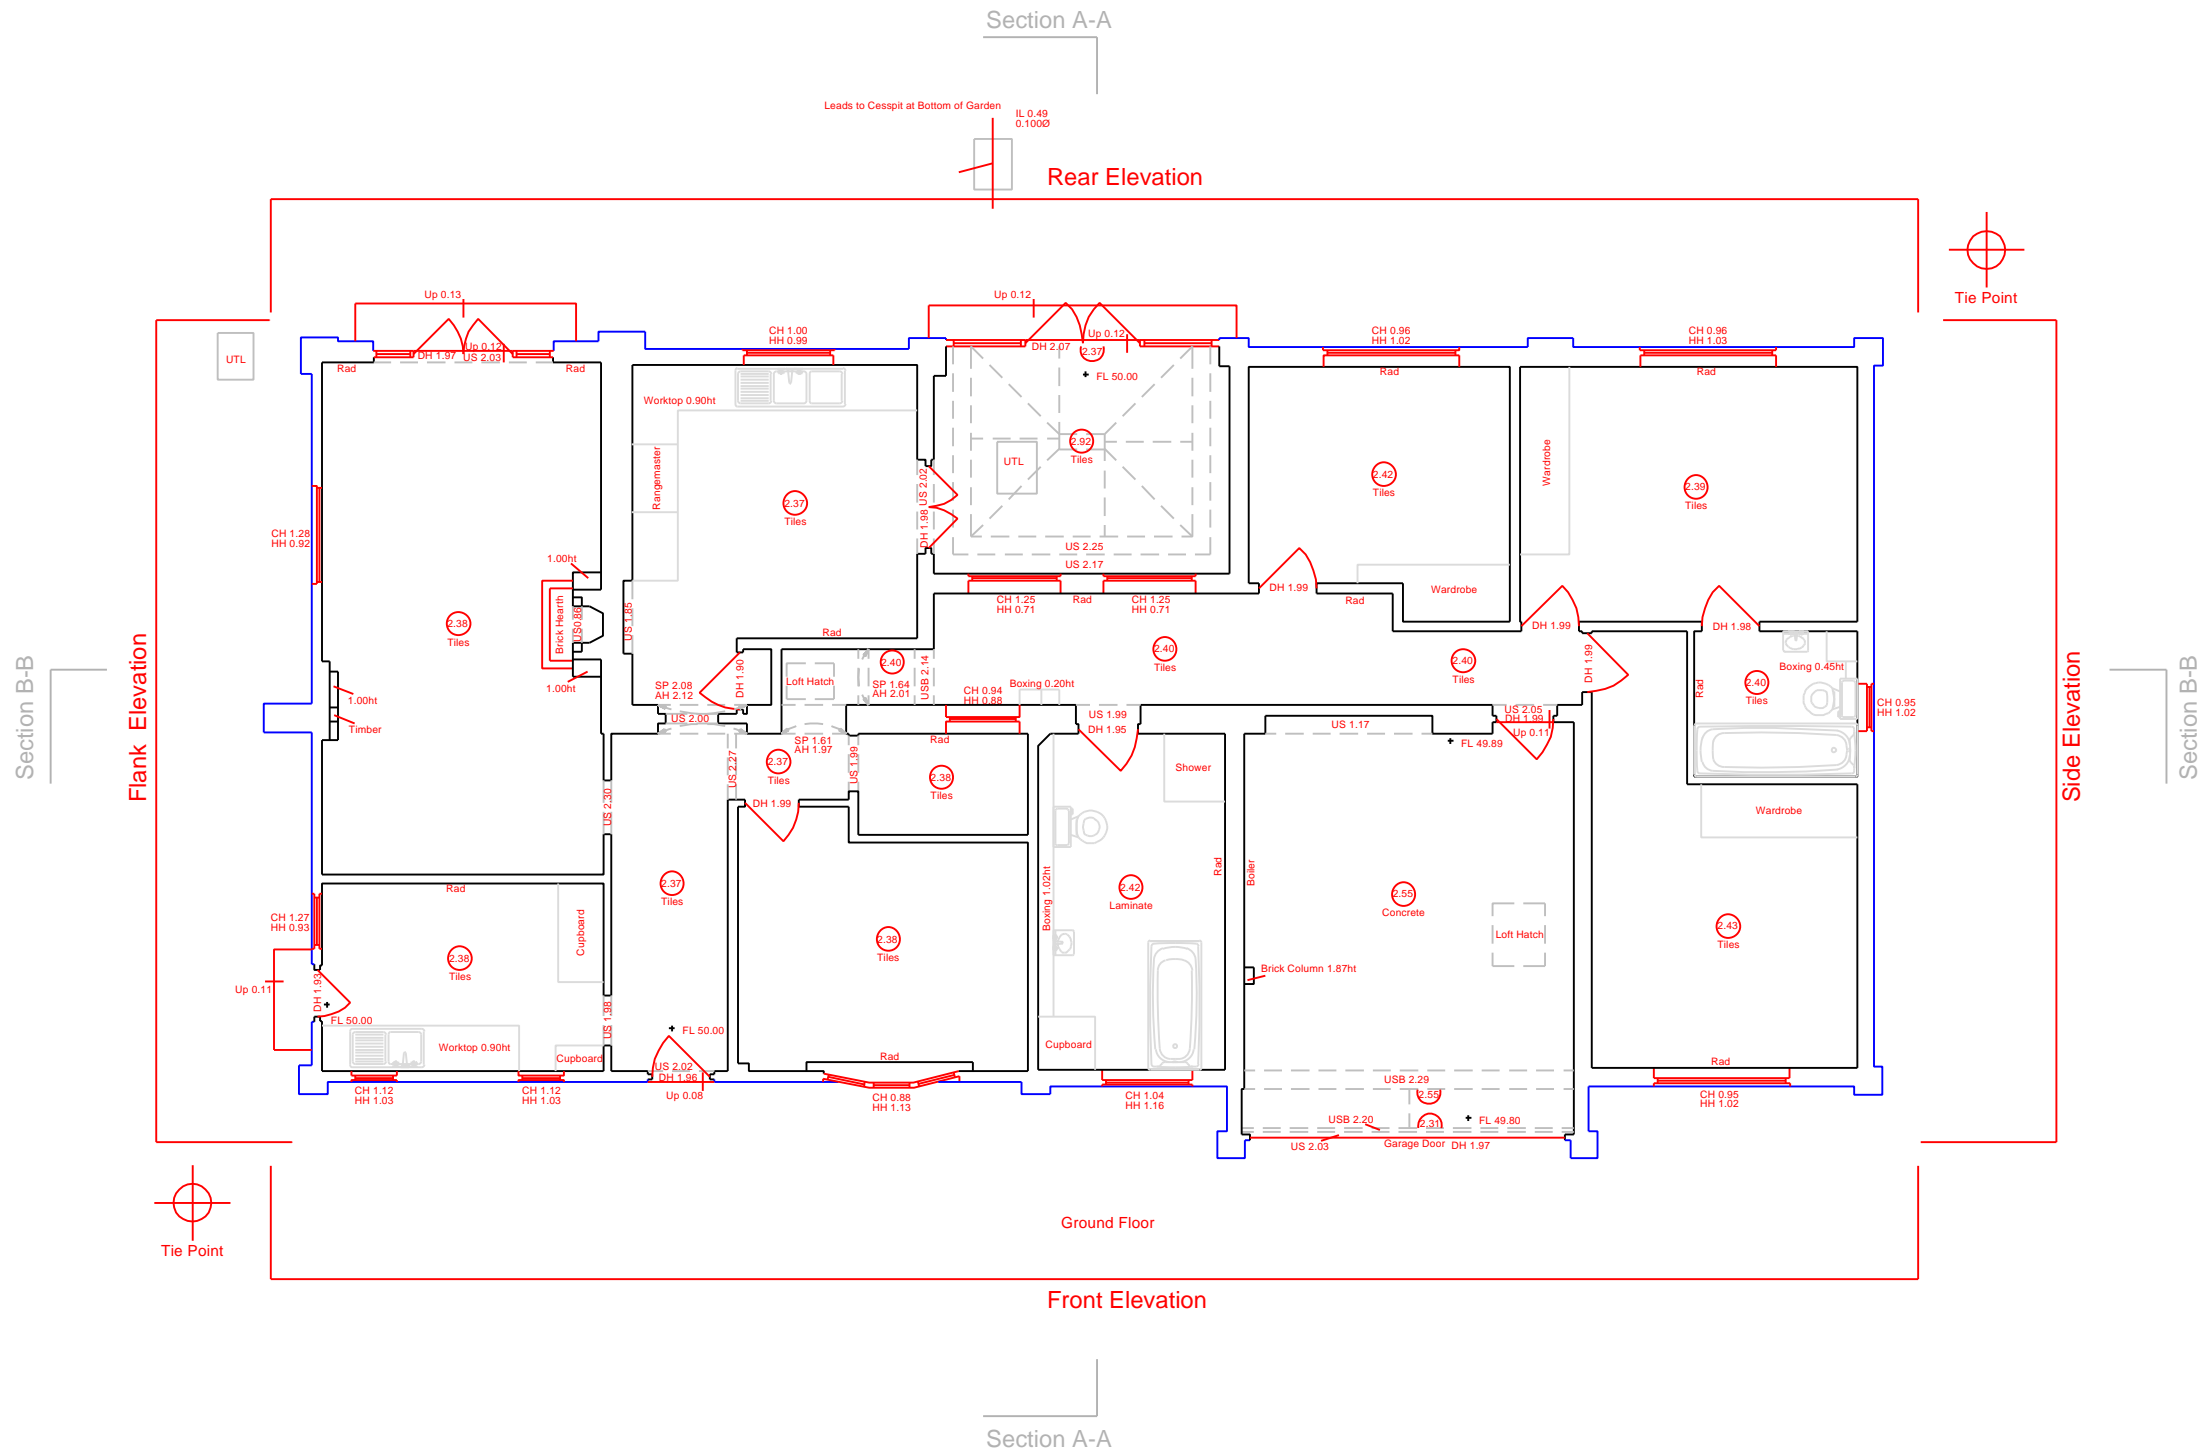 Section A-A
Leads to Cesspit at Bottom of Garden
IL 0.49
0.100Ø
Rear Elevation
Tie Point
Up 0.13
Up 0.12
UTL
DH 1.97
Up 0.12
US 2.03
Rad
Rad
CH 1.00
HH 0.99
DH 2.07
Up 0.12
2.37
FL 50.00
CH 0.96
HH 1.02
Rad
CH 0.96
HH 1.03
Rad
Worktop 0.90ht
Rangemaster
2.37
Tiles
US 2.02
DH 1.98
2.92
Tiles
UTL
US 2.25
US 2.17
2.42
Tiles
Wardrobe
2.39
Tiles
CH 1.28
HH 0.92
1.00ht
Brick Hearth
US0.86
US 1.85
2.38
Tiles
1.00ht
1.00ht
Timber
CH 1.25
HH 0.71
Rad
CH 1.25
HH 0.71
DH 1.99
Rad
Wardrobe
DH 1.99
DH 1.98
Rad
DH 1.90
SP 2.08
AH 2.12
US 2.00
Loft Hatch
2.40
SP 1.64
AH 2.01
USB 2.14
CH 0.94
HH 0.88
Rad
Boxing 0.20ht
2.40
Tiles
2.40
Tiles
DH 1.99
Boxing 0.45ht
2.40
Tiles
Rad
CH 0.95
HH 1.02
US 1.99
DH 1.95
US 1.17
US 2.05
DH 1.99
Up 0.11
FL 49.89
Section B-B
Flank Elevation
Side Elevation
Section B-B
SP 1.61
AH 1.97
2.37
Tiles
US 2.27
US 1.99
US 2.30
DH 1.99
2.38
Tiles
Shower
Wardrobe
Rad
CH 1.27
HH 0.93
Cupboard
2.38
Tiles
2.37
Tiles
2.38
Tiles
Boxing 1.02ht
2.42
Laminate
Rad
Boiler
2.55
Concrete
Loft Hatch
2.43
Tiles
Brick Column 1.87ht
Up 0.11
DH 1.93
FL 50.00
US 1.98
FL 50.00
Worktop 0.90ht
Cupboard
US 2.02
DH 1.96
Up 0.08
Rad
Cupboard
CH 1.12
HH 1.03
CH 1.12
HH 1.03
CH 0.88
HH 1.13
CH 1.04
HH 1.16
USB 2.29
2.55
USB 2.20
2.31
FL 49.80
US 2.03
Garage Door
DH 1.97
Rad
CH 0.95
HH 1.02
Tie Point
Ground Floor
Front Elevation
Section A-A